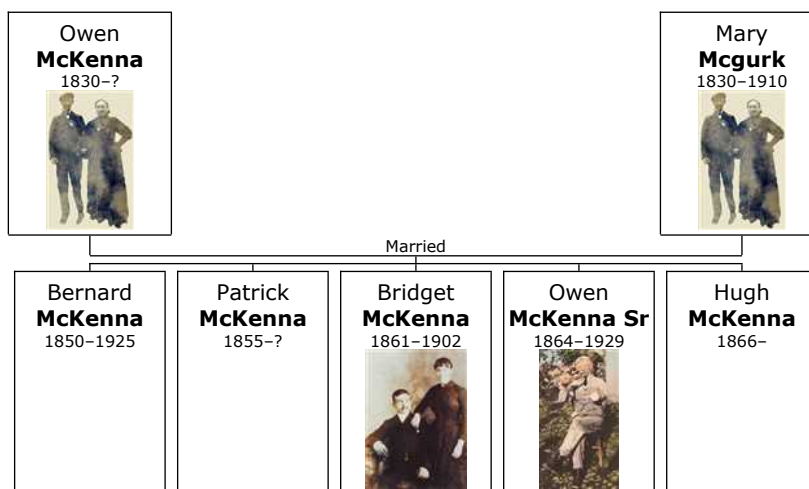 Owen
McKenna
1830–?
Mary
Mcgurk
1830–1910
Married
Bernard
McKenna
1850–1925
Patrick
McKenna
1855–?
Bridget
McKenna
1861–1902
Owen
McKenna Sr
1864–1929
Hugh
McKenna
1866–